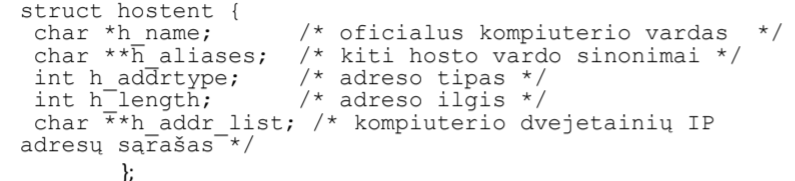 struct hostent {
char *h_name; /* oficialus kompiuterio vardas */
char **h_aliases; /* kiti hosto vardo sinonimai */
int h_addrtype; /* adreso tipas */
int h_length; /* adreso ilgis */
char **h_addr_list; /* kompiuterio dvejetainių IP
adresų sąrašas */
};